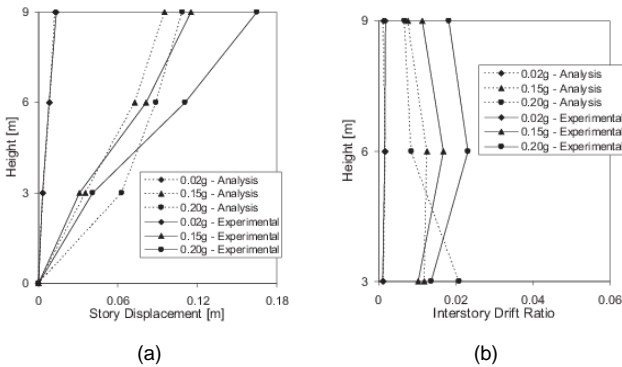 9
6
3
0
Height [m]
0.02g - Analysis
0.15g - Analysis
0.20g - Analysis
0.02g - Experimental
0.15g - Experimental
0.20g - Experimental
0 0.06 0.12 0.18
Story Displacement [m]
(a)
9
6
3
Height [m]
0.02g - Analysis
0.15g - Analysis
0.20g - Analysis
0.02g - Experimental
0.15g - Experimental
0.20g - Experimental
0 0.02 0.04 0.06
Interstory Drift Ratio
(b)